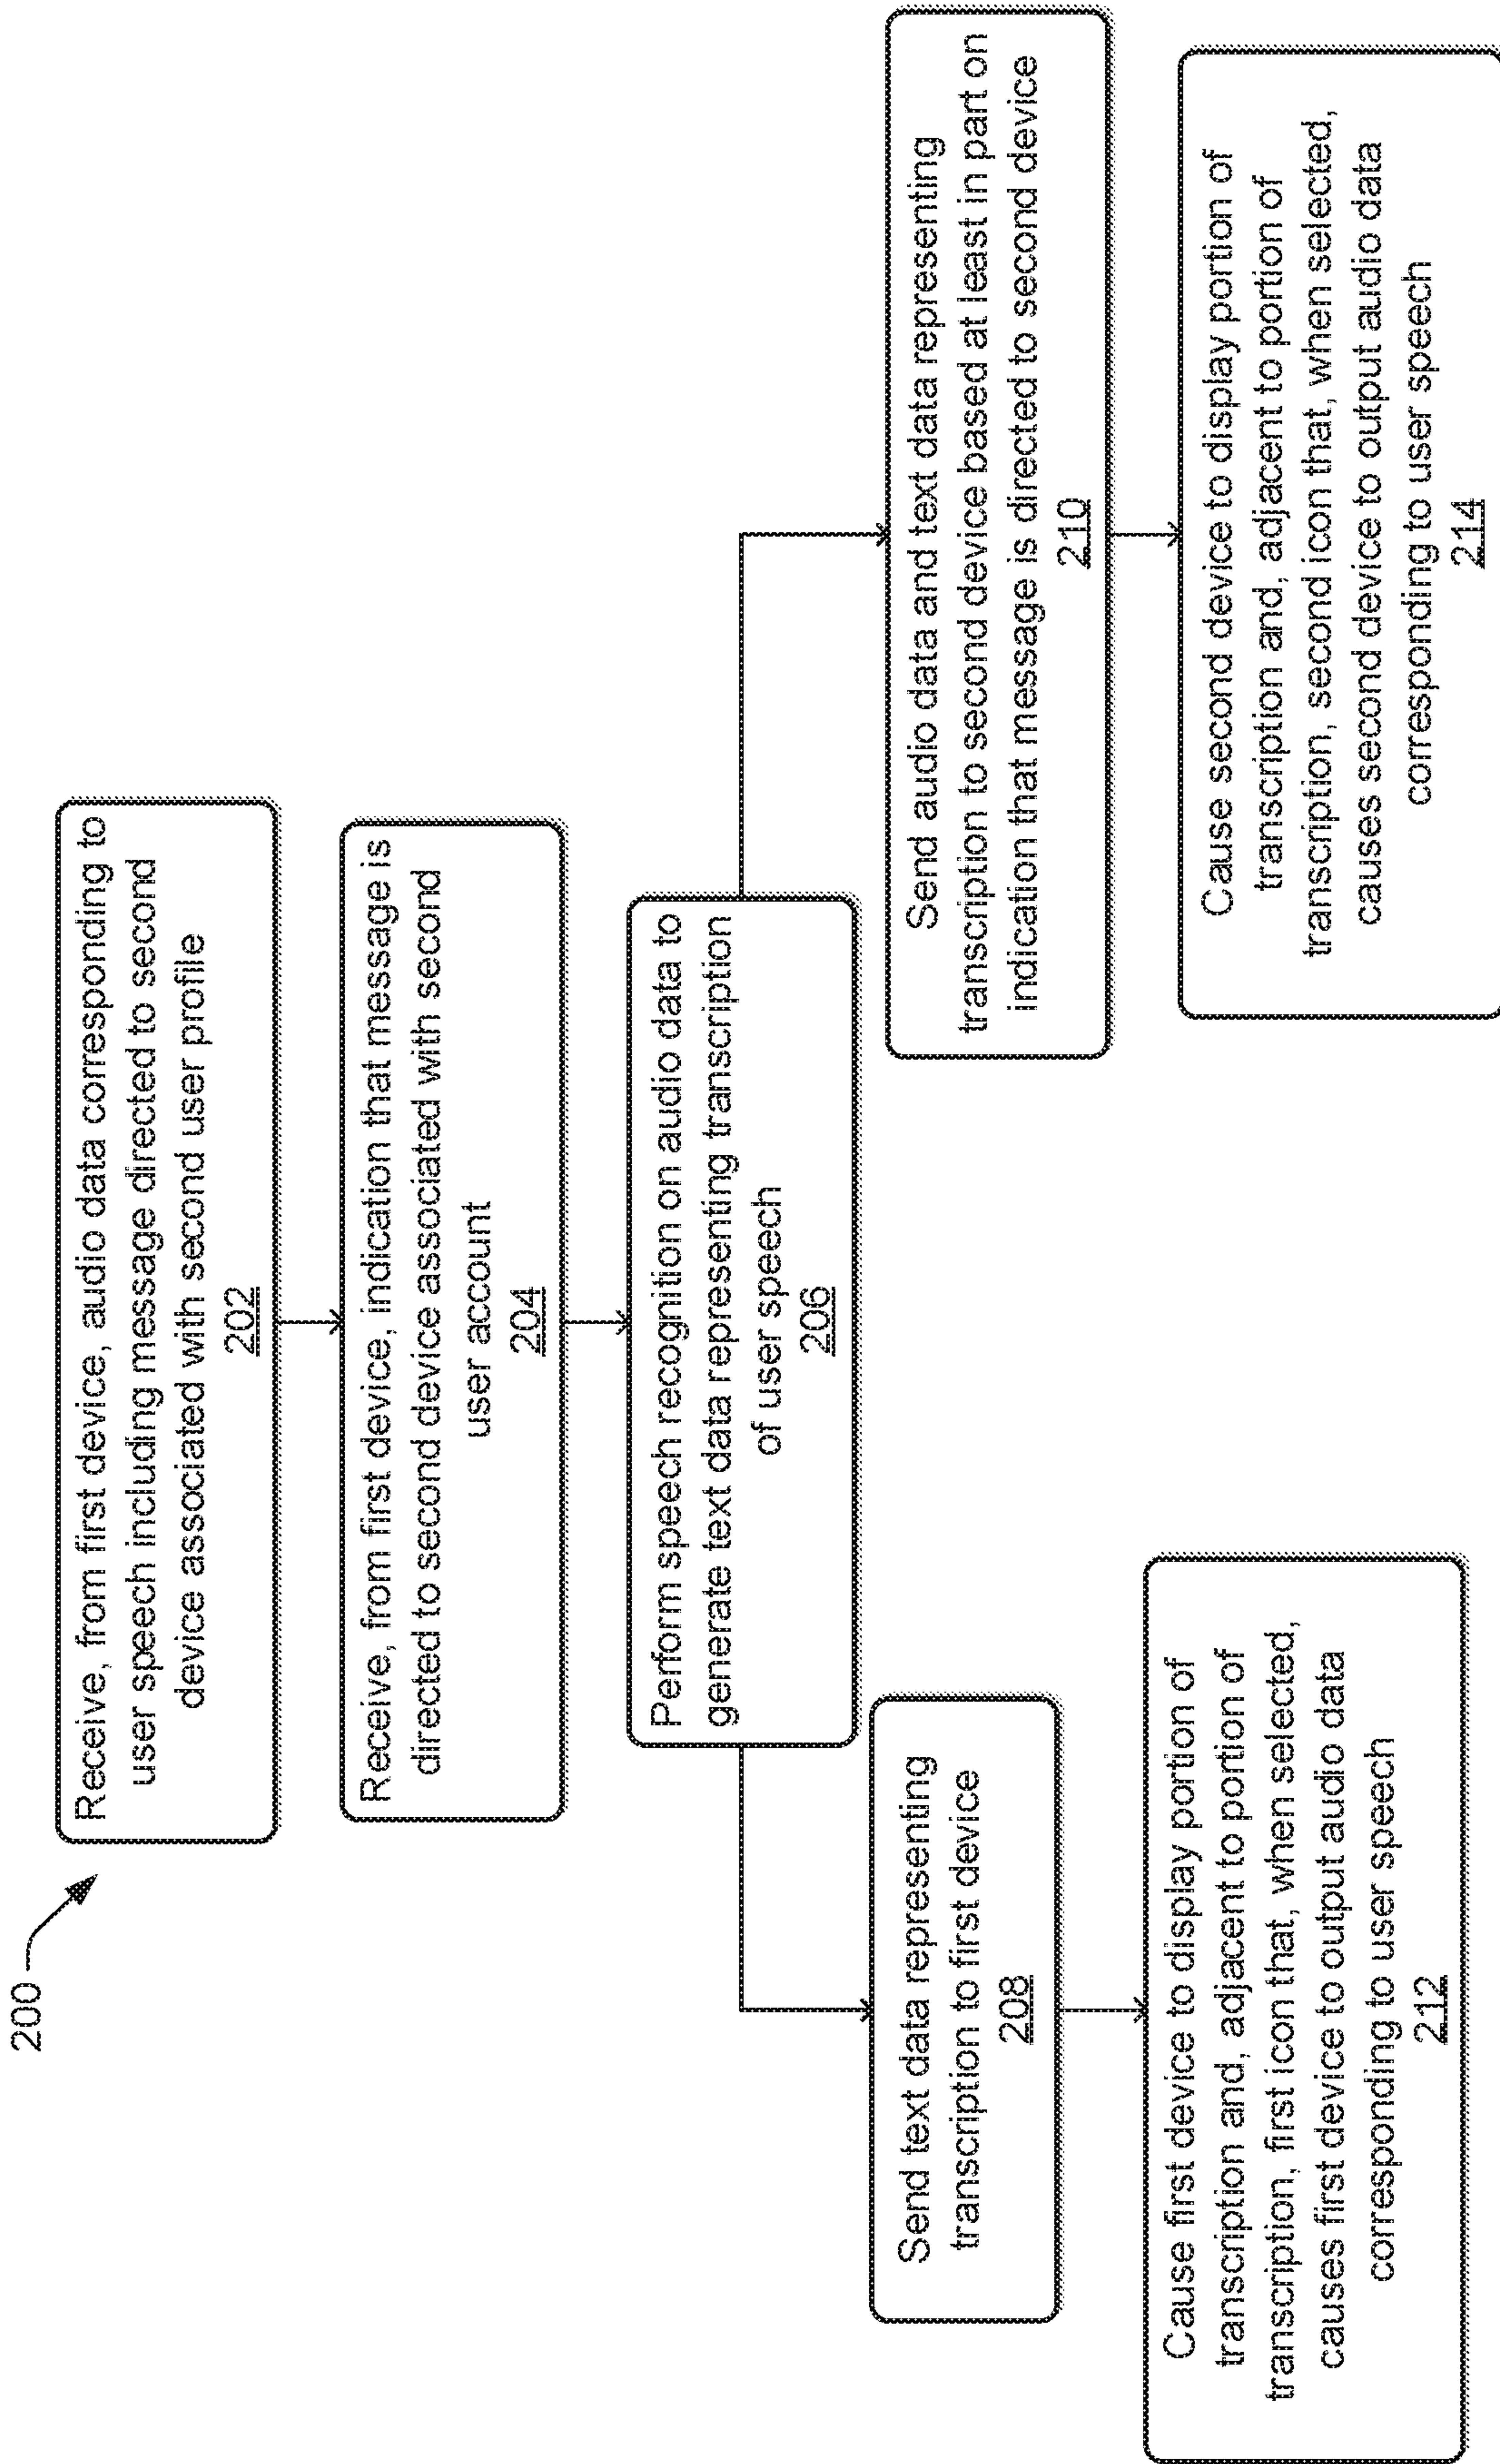 200
Receive, from first device, audio data corresponding to
user speech including message directed to second
device associated with second user profile
202
Receive, from first device, indication that message is
directed to second device associated with second
user account
204
Perform speech recognition on audio data to
generate text data representing transcription
of user speech
206
Send text data representing
transcription to first device
208
Cause first device to display portion of
transcription and, adjacent to portion of
transcription, first icon that, when selected,
causes first device to output audio data
corresponding to user speech
212
Send audio data and text data representing
transcription to second device based at least in part on
indication that message is directed to second device
210
Cause second device to display portion of
transcription and, adjacent to portion of
transcription, second icon that, when selected,
causes second device to output audio data
corresponding to user speech
214